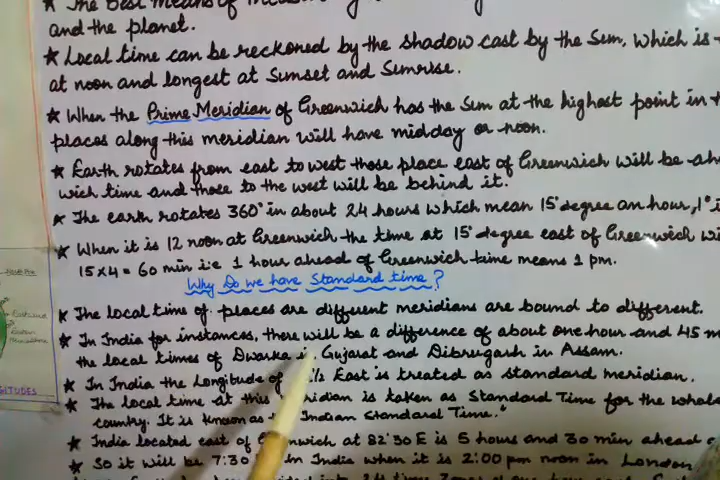 ★ The best means of
and the planet.
★ Local time can be reckoned by the shadow cast by the Sun, which is
at noon and longest at Sunset and Sunrise.
★ When the Prime Meridian of Greenwich has the Sun at the highest point in
places along this meridian will have midday or noon.
★ Earth rotates from east to west those place east of Greenwich will be
wich time and those to the west will be behind it.
★ The earth rotates 360° in about 24 hours which mean 15° degree an hour, 1°
★ When it is 12 noon at Greenwich the time at 15° degree east of Greenwich
15x4 = 60 min i.e 1 hour ahead of Greenwich time means 1 pm.
Why Do we have Standard time?
★ The local time of places are different meridians are bound to different.
★ In India for instances, there will be a difference of about one hour and 45
the local times of Dwarka in Gujarat and Dibrugarh in Assam.
★ In India the Longitude of East is treated as standard meridian.
★ The local time at this is taken as Standard Time for the
country. It is known as Indian Standard Time."
★ India located east of at 82°30 E is 5 hours and 30 min ahead
★ So it will be 7:30 in India when it is 2:00 pm noon in London
24 time zones